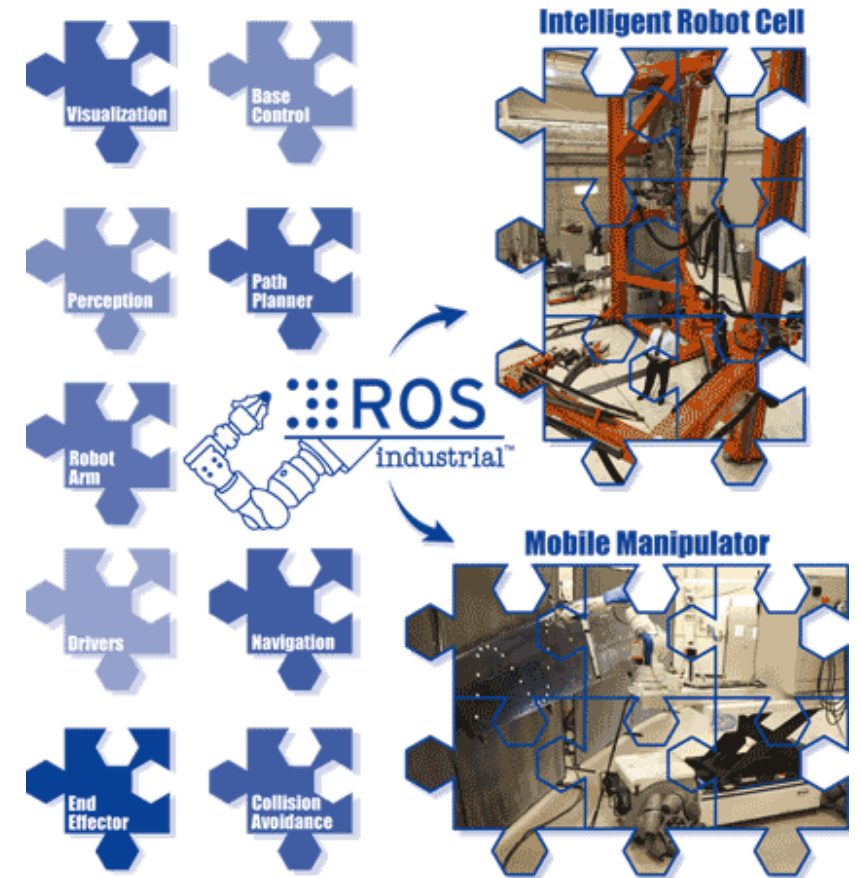 Intelligent Robot Cell
Visualization
Base
Control
Perception
Path
Planner
ROS
industrial™
Robot
Arm
Mobile Manipulator
Drivers
Navigation
End
Effector
Collision
Avoidance